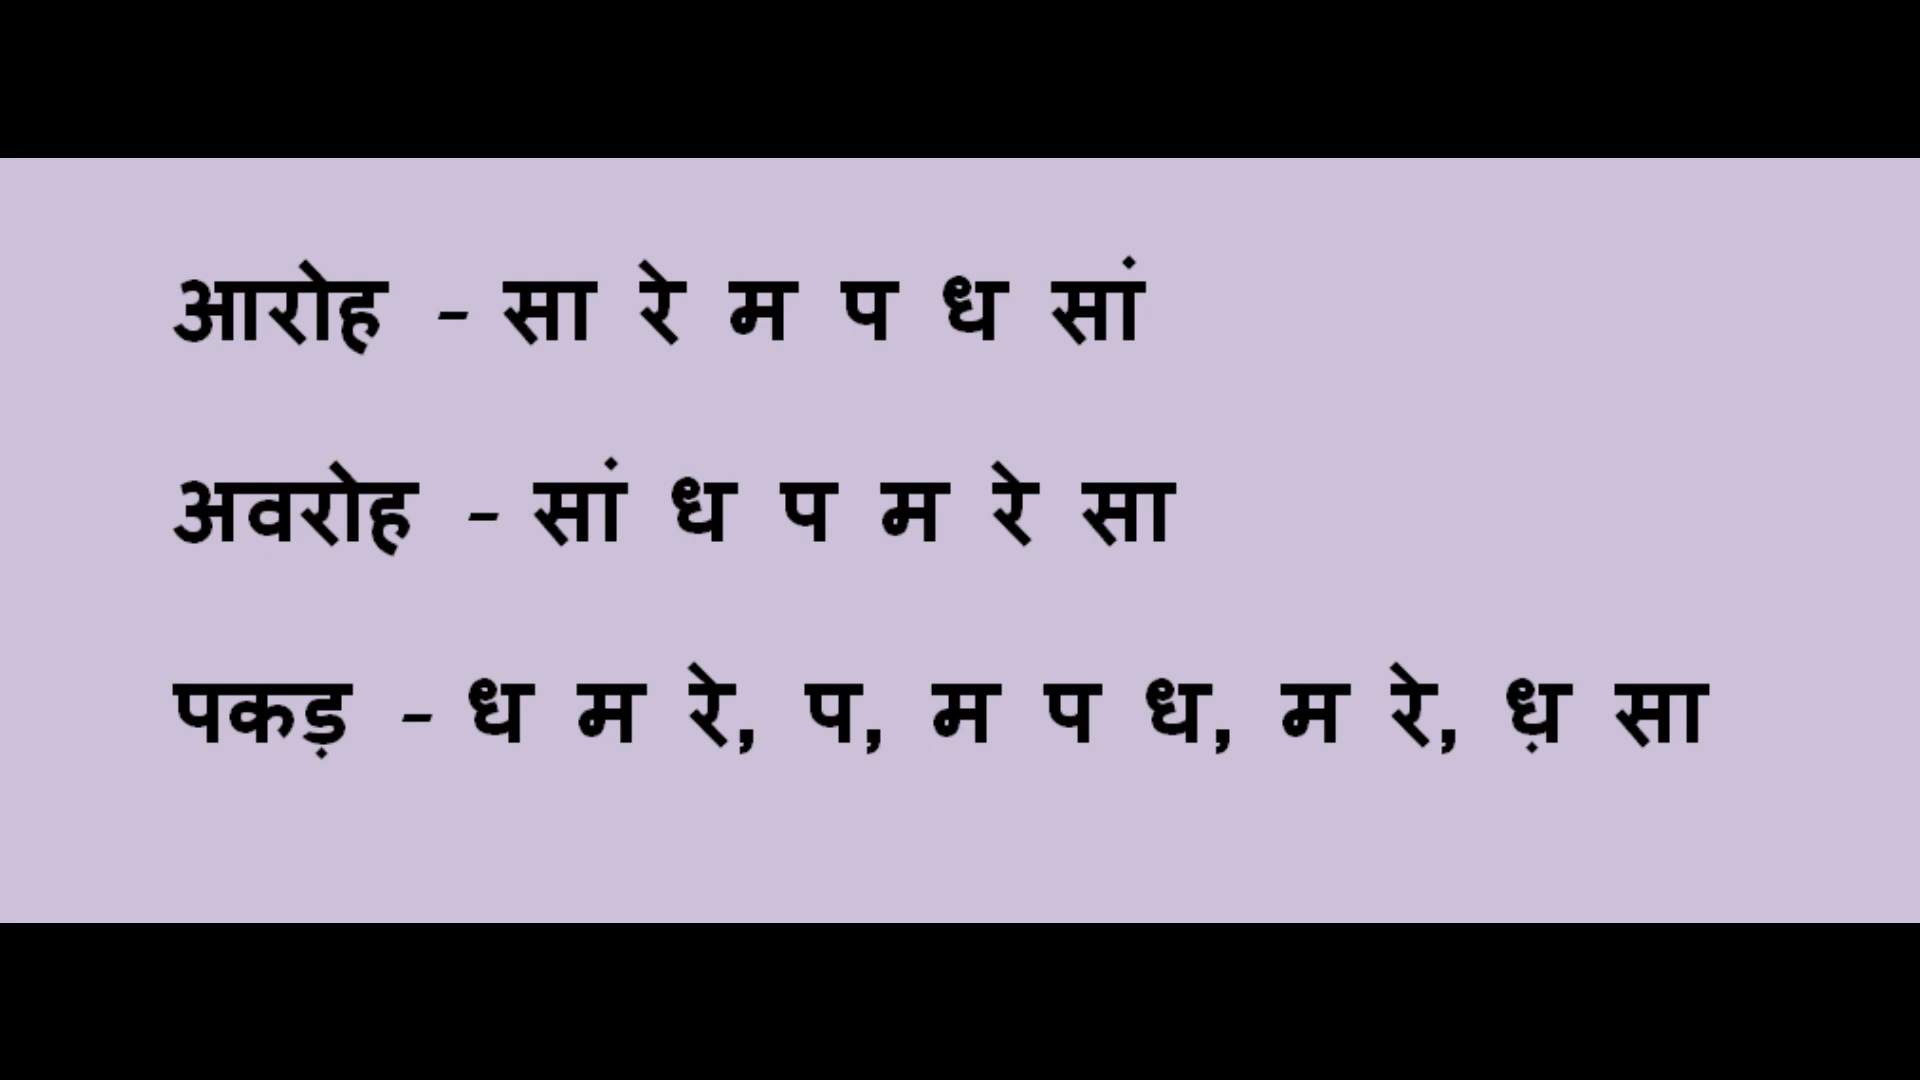 आरोह - सा रे म प ध सां
अवरोह - सां ध प म रे सा
पकड़ - ध म रे, प, म प ध, म रे, ध़ सा